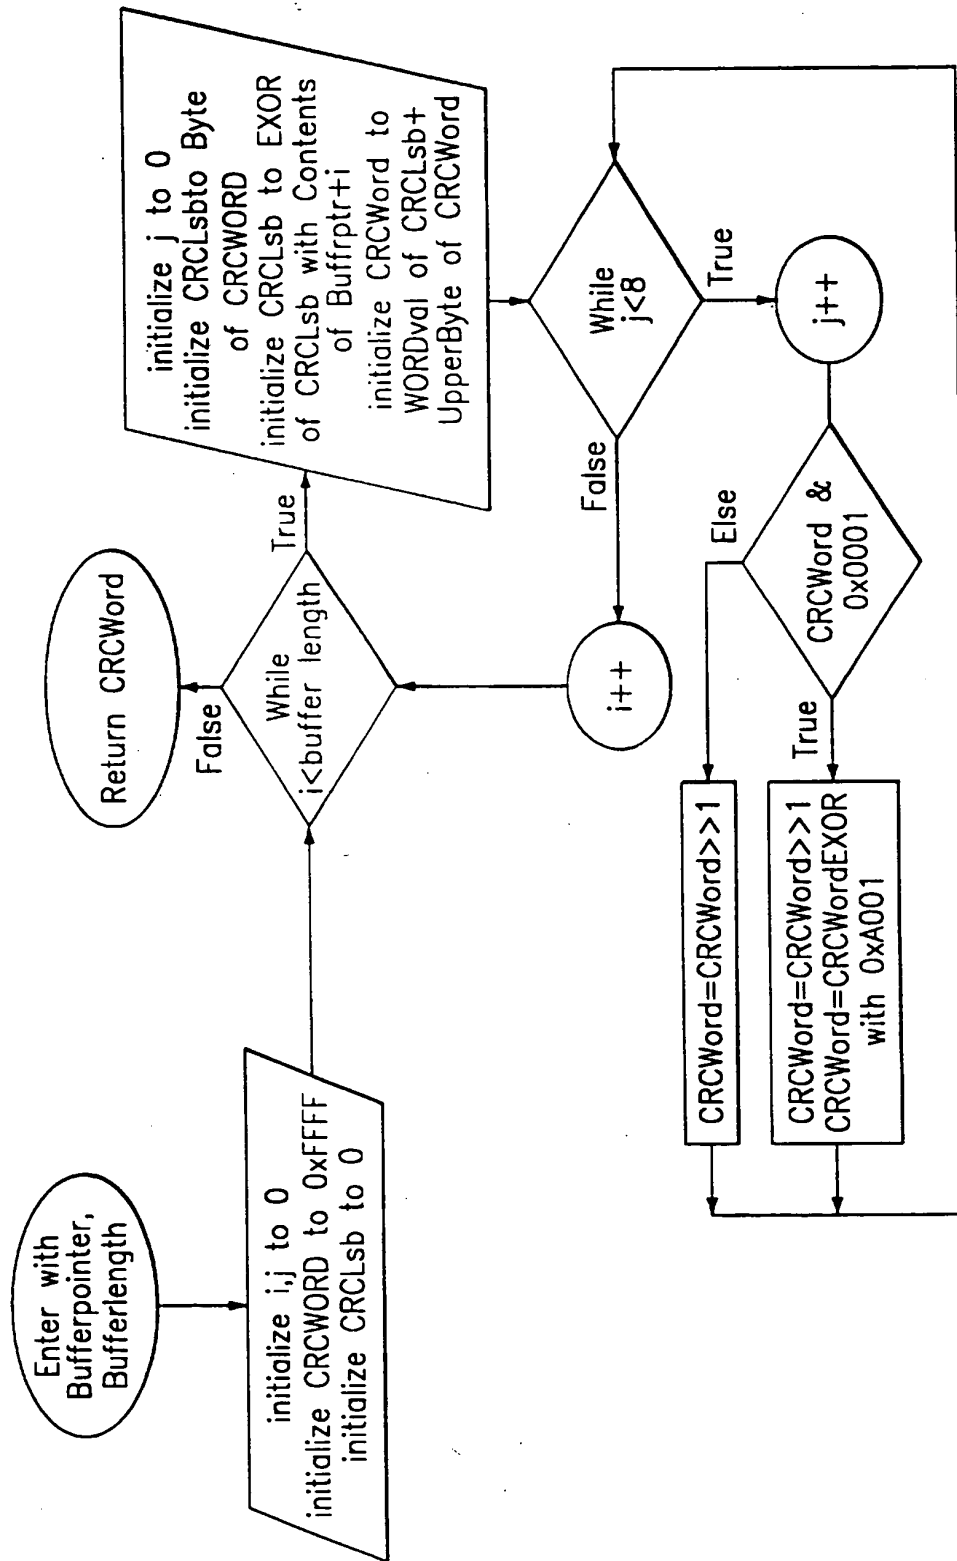 Enter with
Bufferpointer,
Bufferlength
initialize i,j to 0
initialize CRCWORD to 0xFFFF
initialize CRCLsb to 0
While
i<buffer length
False
Return CRCWord
True
initialize j to 0
initialize CRCLsbto Byte
of CRCWORD
initialize CRCLsb to EXOR
of CRCLsb with Contents
of Buffrptr+i
initialize CRCWord to
WORDval of CRCLsb+
UpperByte of CRCWord
While
j<8
False
i++
True
j++
CRCWord &
0x0001
Else
CRCWord=CRCWord>>1
True
CRCWord=CRCWord>>1
CRCWord=CRCWordEXOR
with 0xA001